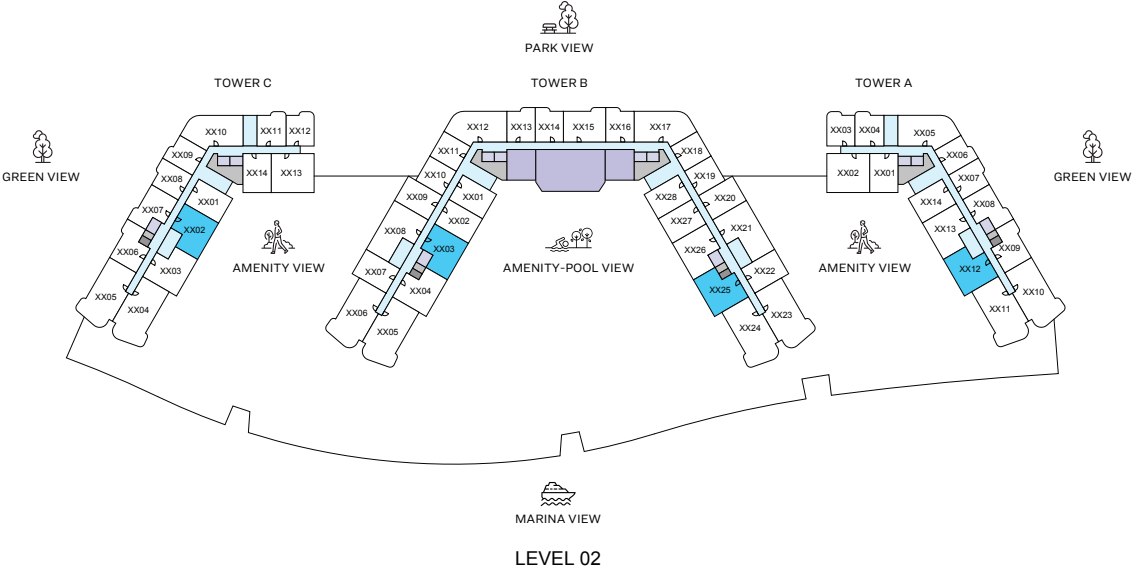 PARK VIEW
TOWER C
TOWER B
TOWER A
GREEN VIEW
GREEN VIEW
XX10
XX11
XX12
XX09
XX08
XX14
XX13
XX07
XX01
XX02
XX06
XX03
XX05
XX04
AMENITY VIEW
XX12
XX13
XX14
XX15
XX16
XX17
XX11
XX18
XX10
XX19
XX09
XX01
XX28
XX20
XX08
XX02
XX27
XX21
XX03
XX26
XX07
XX04
XX25
XX22
XX06
XX05
XX24
XX23
AMENITY-POOL VIEW
XX03
XX04
XX05
XX02
XX01
XX06
XX07
XX14
XX08
XX13
XX09
XX12
XX10
XX11
AMENITY VIEW
MARINA VIEW
LEVEL 02